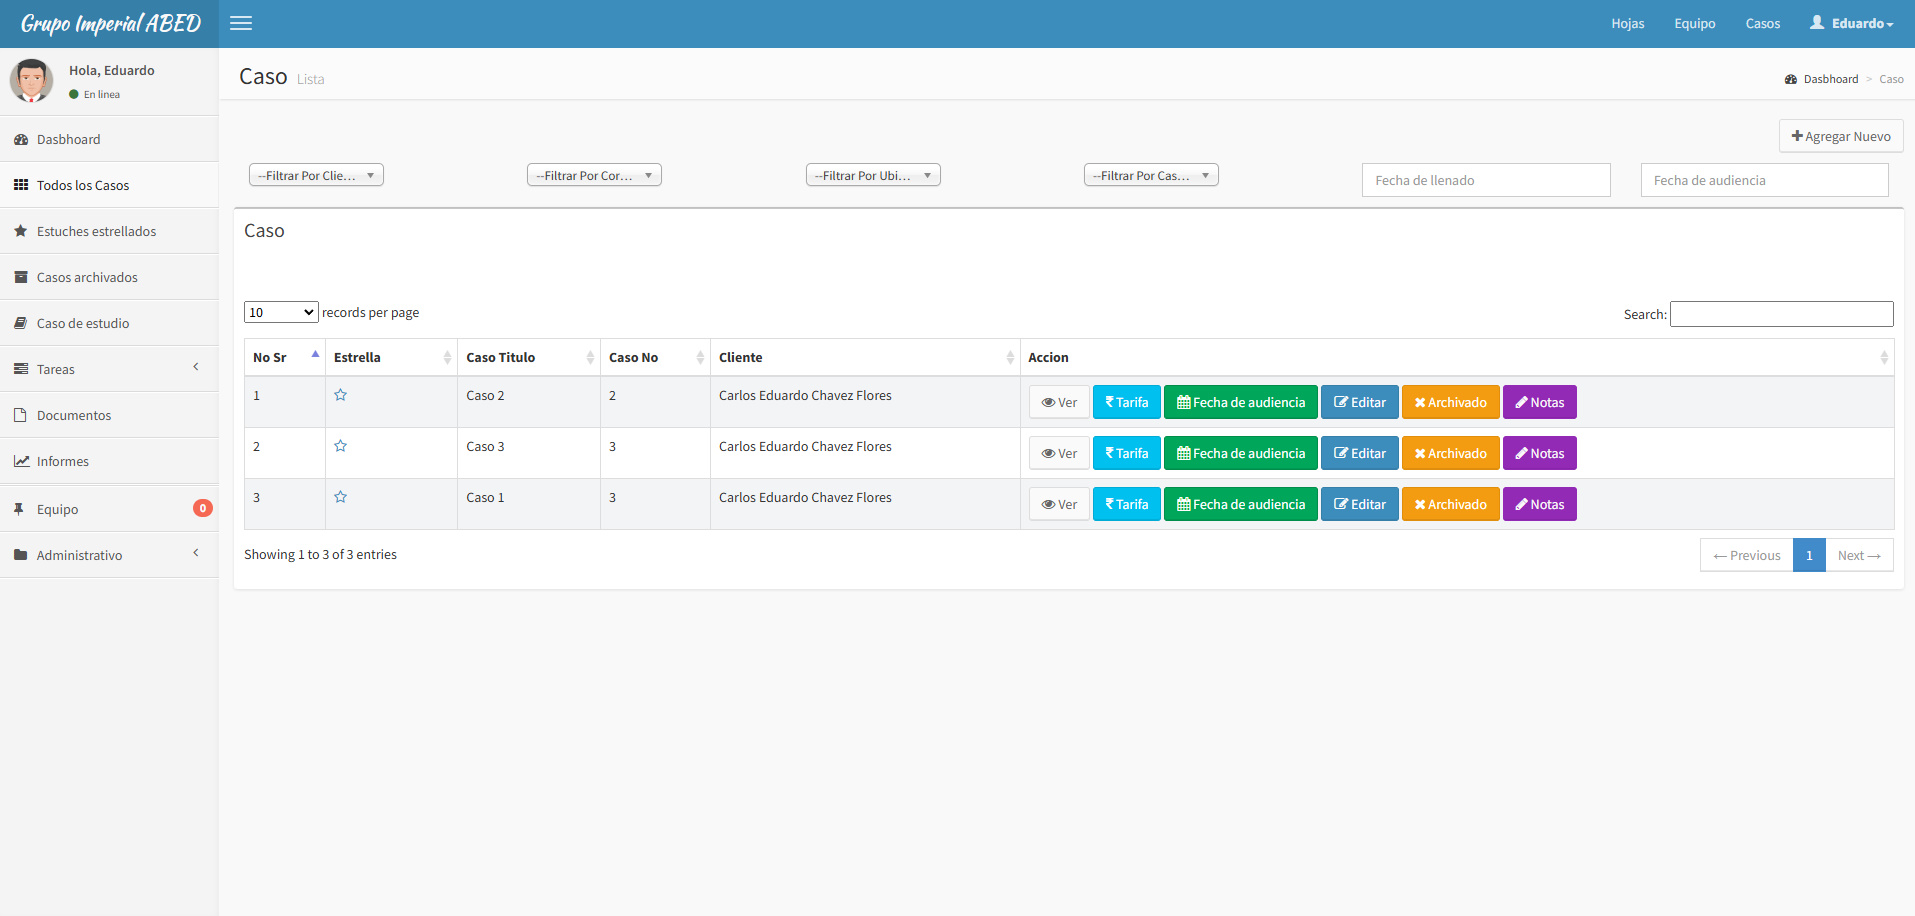 Grupo Imperial ABED
Hojas Equipo Casos Eduardo
Hola, Eduardo
En linea
Dasbhoard
Todos los Casos
Estuches estrellados
Casos archivados
Caso de estudio
Tareas
Documentos
Informes
Equipo 0
Administrativo
Caso Lista
Dasbhoard > Caso
Agregar Nuevo
--Filtrar Por Clie... --Filtrar Por Cor... --Filtrar Por Ubi... --Filtrar Por Cas... Fecha de llenado Fecha de audiencia
Caso
10 records per page
Search:
No Sr Estrella Caso Titulo Caso No Cliente Accion
1 Caso 2 2 Carlos Eduardo Chavez Flores Ver Tarifa Fecha de audiencia Editar Archivado Notas
2 Caso 3 3 Carlos Eduardo Chavez Flores Ver Tarifa Fecha de audiencia Editar Archivado Notas
3 Caso 1 3 Carlos Eduardo Chavez Flores Ver Tarifa Fecha de audiencia Editar Archivado Notas
Showing 1 to 3 of 3 entries
← Previous 1 Next →